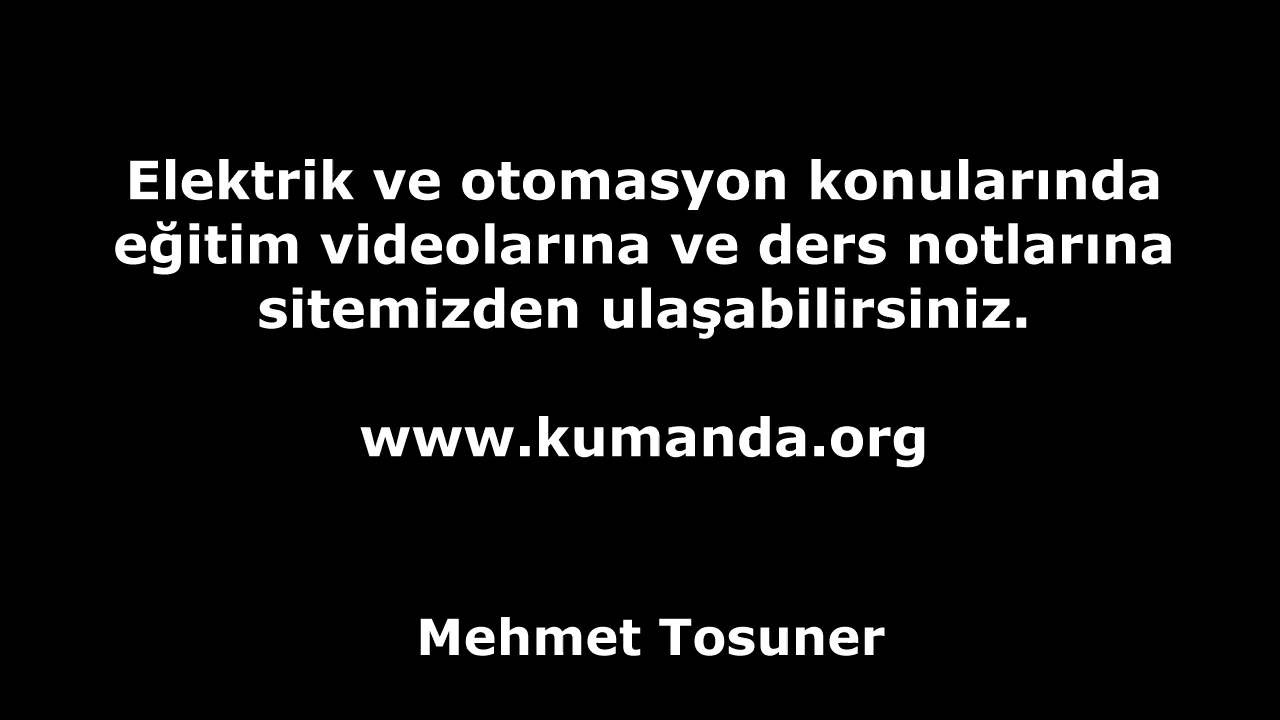 Elektrik ve otomasyon konularında
eğitim videolarına ve ders notlarına
sitemizden ulaşabilirsiniz.
www.kumanda.org
Mehmet Tosuner